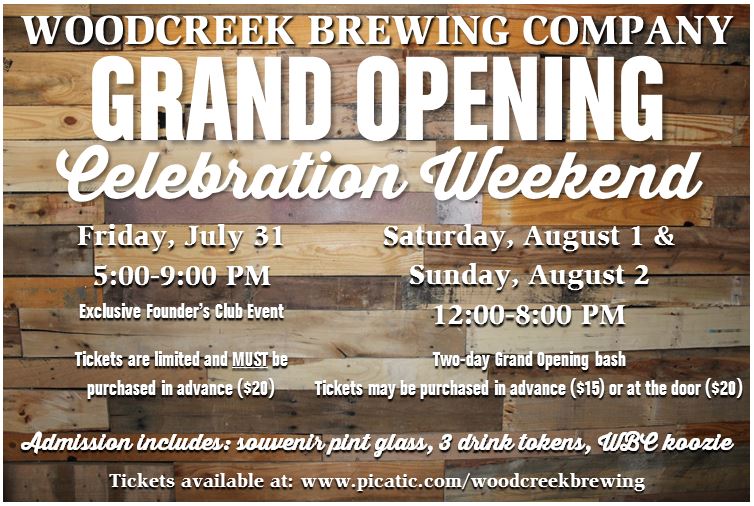 WOODCREEK BREWING COMPANY
GRAND OPENING
Celebration Weekend
Friday, July 31
5:00-9:00 PM
Exclusive Founder's Club Event
Tickets are limited and MUST be
purchased in advance ($20)
Saturday, August 1 &
Sunday, August 2
12:00-8:00 PM
Two-day Grand Opening bash
Tickets may be purchased in advance ($15) or at the door ($20)
Admission includes: souvenir pint glass, 3 drink tokens, WBC koozie
Tickets available at: www.picatic.com/woodcreekbrewing